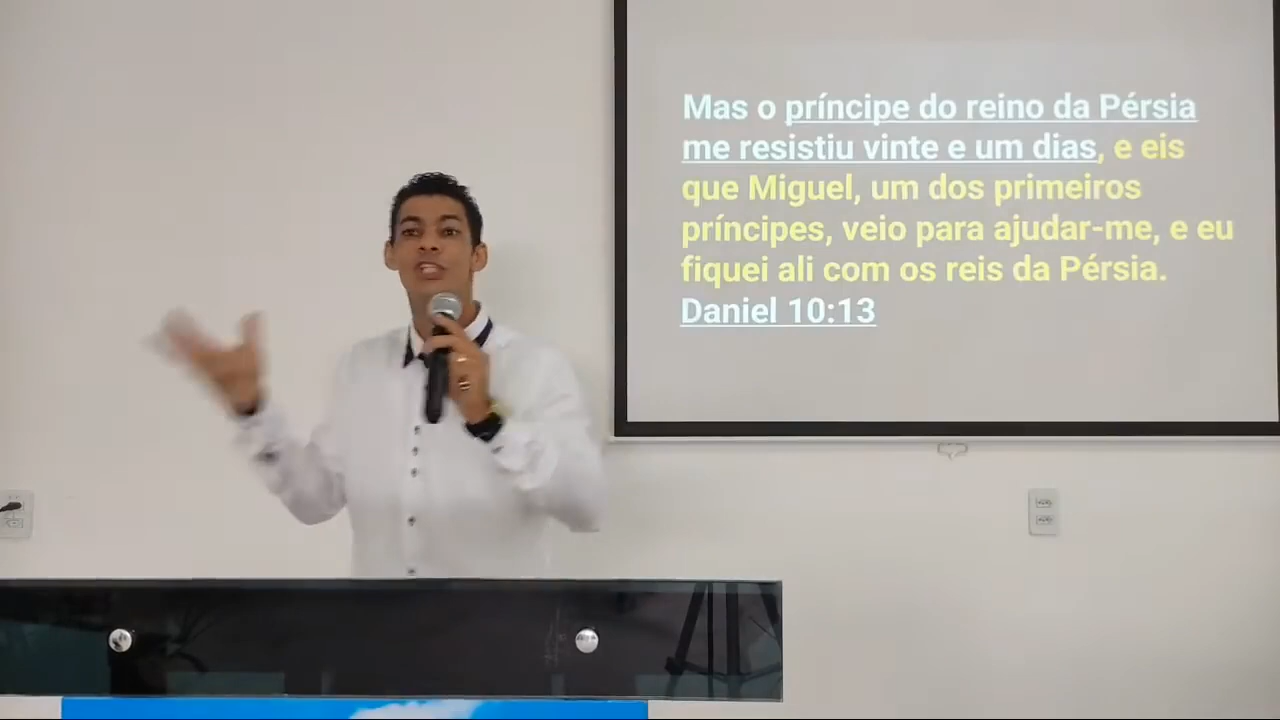 Mas o príncipe do reino da Pérsia
me resistiu vinte e um dias, e eis
que Miguel, um dos primeiros
príncipes, veio para ajudar-me, e eu
fiquei ali com os reis da Pérsia.
Daniel 10:13